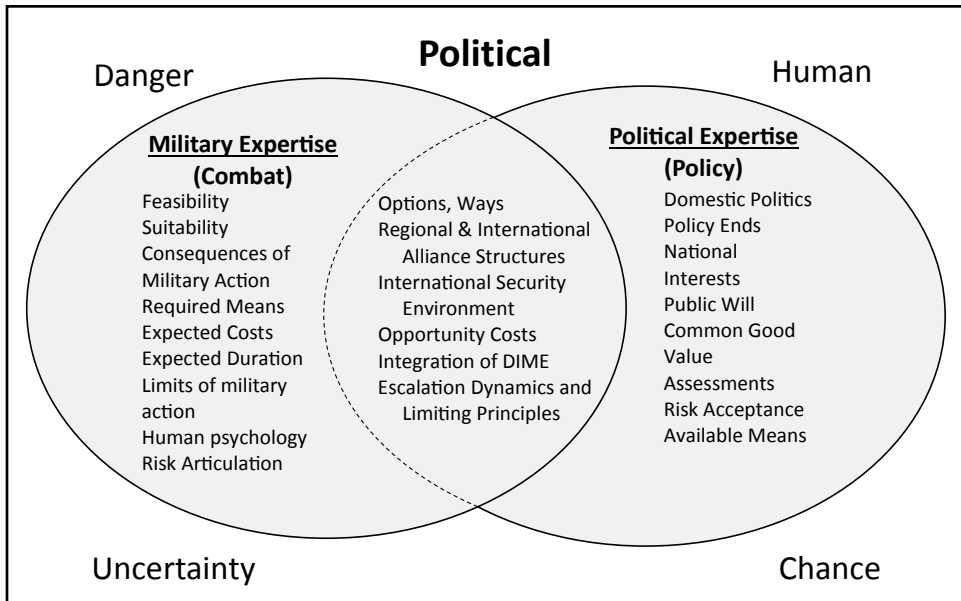 Political
Danger
Human
Military Expertise
(Combat)
Feasibility
Suitability
Consequences of
Military Action
Required Means
Expected Costs
Expected Duration
Limits of military
action
Human psychology
Risk Articulation
Options, Ways
Regional & International
Alliance Structures
International Security
Environment
Opportunity Costs
Integration of DIME
Escalation Dynamics and
Limiting Principles
Political Expertise
(Policy)
Domestic Politics
Policy Ends
National
Interests
Public Will
Common Good
Value
Assessments
Risk Acceptance
Available Means
Uncertainty
Chance